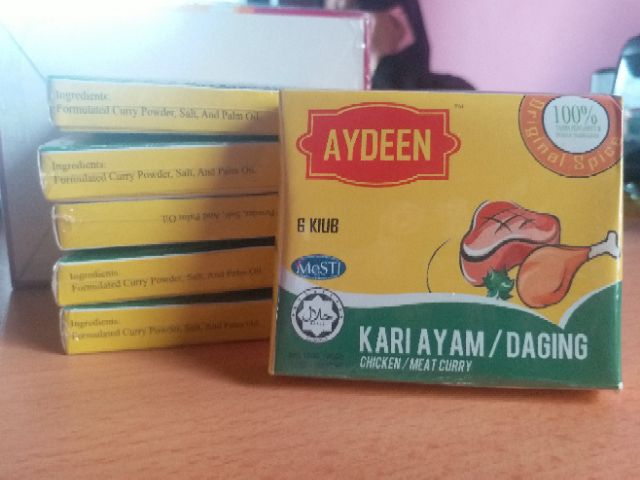 Ingredients:
Formulated Curry Powder, Salt, And Palm Oil.
Ingredients:
Formulated Curry Powder, Salt, And Palm Oil.
Powder, Salt, And Palm Oil
Ingredients:
Formulated Curry Powder, Salt, And Palm Oil
Ingredients:
Formulated Curry Powder, Salt, And Palm Oil.
AYDEEN
TM
100%
Original Spice
6 KIUB
MeSTI
حلال
KARI AYAM / DAGING
CHICKEN / MEAT CURRY